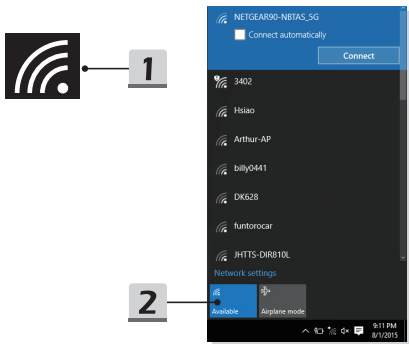 1
NETGEAR90-NBTAS_5G
Connect automatically
Connect
3402
Hsiao
Arthur-AP
billy0441
DK628
funtorocar
JHTTS-DIR810L
Network settings
2
Available
Airplane mode
9:11 PM
8/1/2015